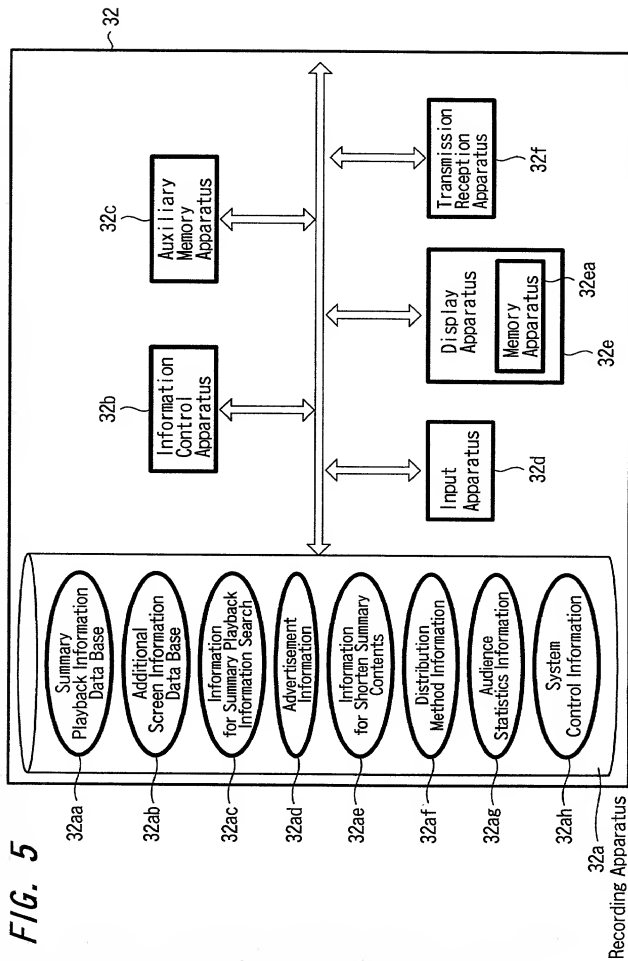 FIG. 5
32
32b
Information
Control
Apparatus
32c
Auxiliary
Memory
Apparatus
Summary
Playback Information
Data Base
32aa
Additional
Screen Information
Data Base
32ab
Information
for Summary Playback
Information Search
32ac
Advertisement
Information
32ad
Information
for Shorten Summary
Contents
32ae
Distribution
Method Information
32af
Audience
Statistics Information
32ag
System
Control Information
32ah
32a
Recording Apparatus
Input
Apparatus
32d
Display
Apparatus
Memory
Apparatus
32ea
32e
Transmission
Reception
Apparatus
32f